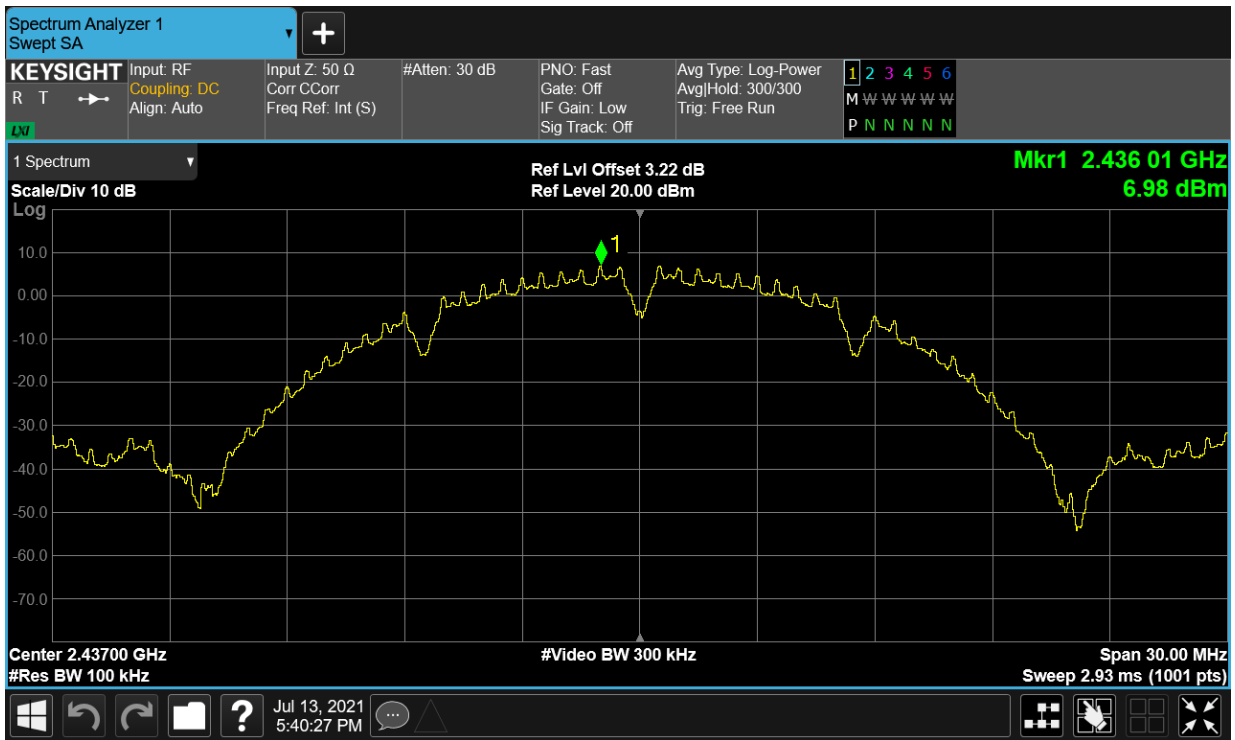 Spectrum Analyzer 1
Swept SA
KEYSIGHT Input: RF Input Z: 50 Ω #Atten: 30 dB PNO: Fast Avg Type: Log-Power 1 2 3 4 5 6
R T Coupling: DC Corr CCorr Gate: Off Avg|Hold: 300/300 M W W W W W
Align: Auto Freq Ref: Int (S) IF Gain: Low Trig: Free Run
LXI Sig Track: Off P N N N N N
1 Spectrum Ref Lvl Offset 3.22 dB Mkr1 2.436 01 GHz
Scale/Div 10 dB Ref Level 20.00 dBm 6.98 dBm
Log
1
10.0
0.00
-10.0
-20.0
-30.0
-40.0
-50.0
-60.0
-70.0
Center 2.43700 GHz #Video BW 300 kHz Span 30.00 MHz
#Res BW 100 kHz Sweep 2.93 ms (1001 pts)
? Jul 13, 2021
5:40:27 PM